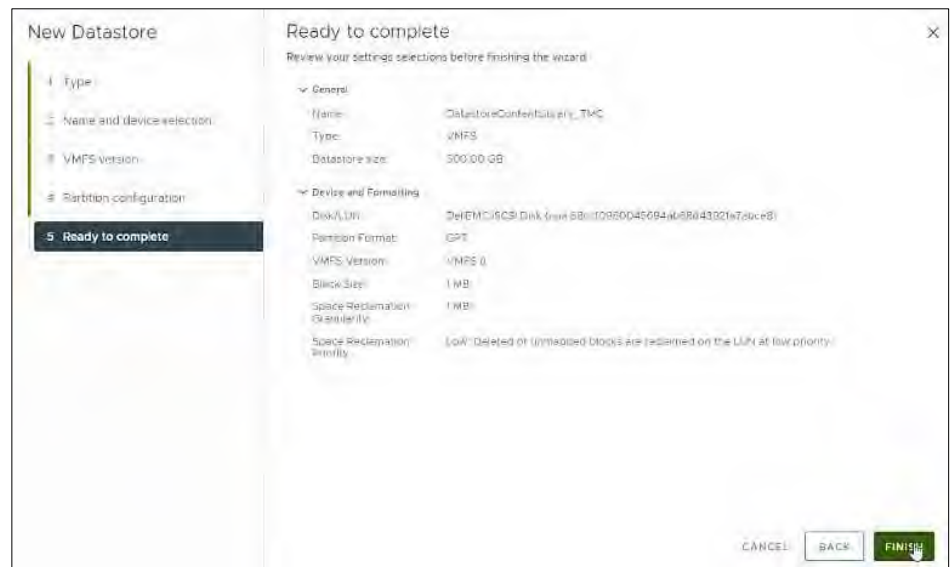 New Datastore
1 Type
2 Name and device selection
3 VMFS version
4 Partition configuration
5 Ready to complete
Ready to complete
Review your settings selections before finishing the wizard
General
Name: DatastoreContentLibrary_TMC
Type: VMFS
Datastore size: 500.00 GB
Device and Formatting
Disk/LUN: DellEMC iSCSI Disk
Partition Format: GPT
VMFS Version: VMFS 6
Block Size: 1 MB
Space Reclamation 1 MB
Granularity:
Space Reclamation Low: Deleted or unmapped blocks are reclaimed on the LUN at low priority
Priority:
CANCEL BACK FINISH